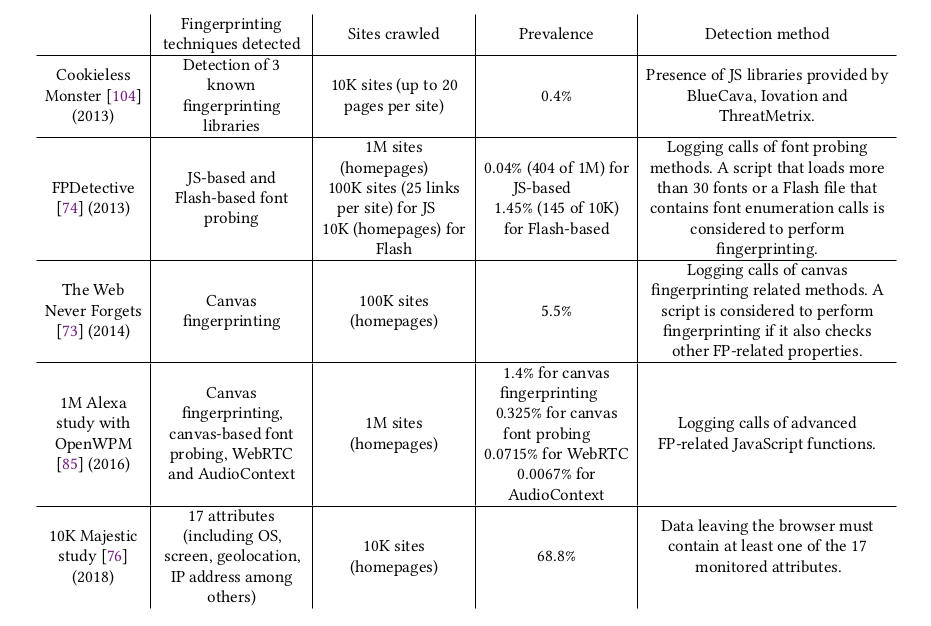 Fingerprinting
techniques detected
Sites crawled
Prevalence
Detection method
Cookieless
Monster [104]
(2013)
Detection of 3
known
fingerprinting
libraries
10K sites (up to 20
pages per site)
0.4%
Presence of JS libraries provided by
BlueCava, Iovation and
ThreatMetrix.
FPDetective
[74] (2013)
JS-based and
Flash-based font
probing
1M sites
(homepages)
100K sites (25 links
per site) for JS
10K (homepages) for
Flash
0.04% (404 of 1M) for
JS-based
1.45% (145 of 10K)
for Flash-based
Logging calls of font probing
methods. A script that loads more
than 30 fonts or a Flash file that
contains font enumeration calls is
considered to perform
fingerprinting.
The Web
Never Forgets
[73] (2014)
Canvas
fingerprinting
100K sites
(homepages)
5.5%
Logging calls of canvas
fingerprinting related methods. A
script is considered to perform
fingerprinting if it also checks
other FP-related properties.
1M Alexa
study with
OpenWPM
[85] (2016)
Canvas
fingerprinting,
canvas-based font
probing, WebRTC
and AudioContext
1M sites
(homepages)
1.4% for canvas
fingerprinting
0.325% for canvas
font probing
0.0715% for WebRTC
0.0067% for
AudioContext
Logging calls of advanced
FP-related JavaScript functions.
10K Majestic
study [76]
(2018)
17 attributes
(including OS,
screen, geolocation,
IP address among
others)
10K sites
(homepages)
68.8%
Data leaving the browser must
contain at least one of the 17
monitored attributes.